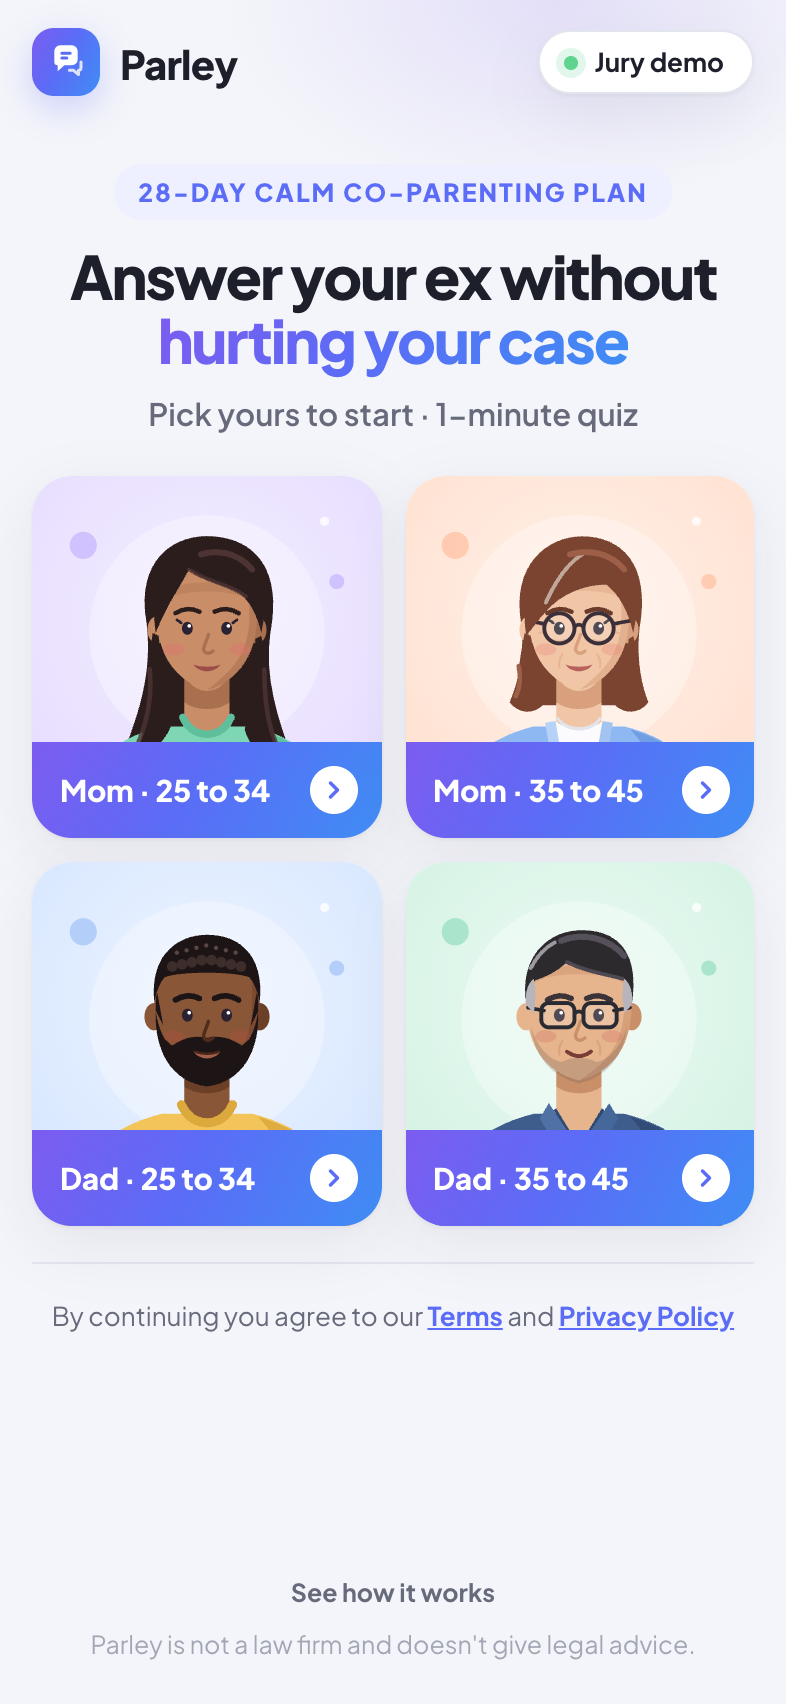 Parley
Jury demo
28-DAY CALM CO-PARENTING PLAN
Answer your ex without
hurting your case
Pick yours to start · 1-minute quiz
Mom · 25 to 34
Mom · 35 to 45
Dad · 25 to 34
Dad · 35 to 45
By continuing you agree to our Terms and Privacy Policy
See how it works
Parley is not a law firm and doesn't give legal advice.